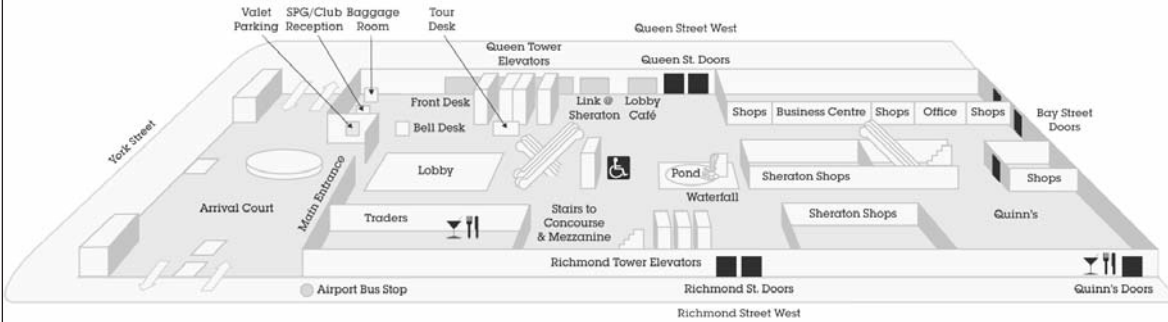 Valet
Parking
SPG/Club
Reception
Baggage
Room
Tour
Desk
Queen Street West
Queen Tower
Elevators
Queen St. Doors
Front Desk
Link @
Sheraton
Lobby
Café
Shops
Business Centre
Shops
Office
Shops
Bay Street
Doors
York Street
Bell Desk
Lobby
Pond
Waterfall
Sheraton Shops
Shops
Main Entrance
Arrival Court
Traders
Stairs to
Concourse
& Mezzanine
Sheraton Shops
Quinn's
Richmond Tower Elevators
Airport Bus Stop
Richmond St. Doors
Quinn's Doors
Richmond Street West